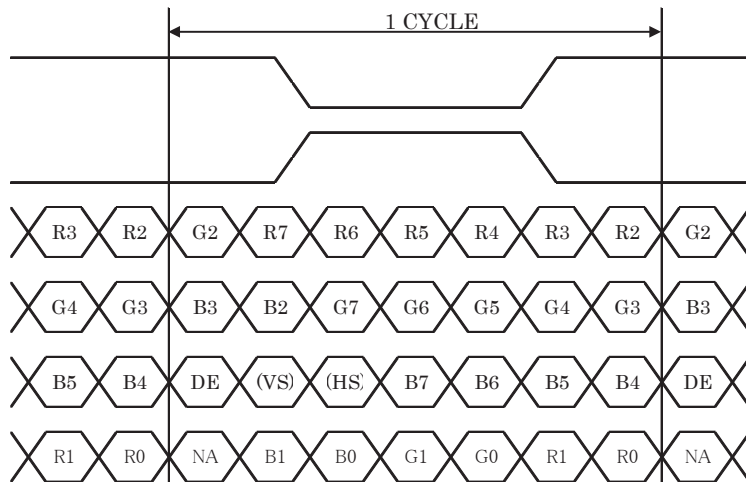 1 CYCLE
R3 R2 G2 R7 R6 R5 R4 R3 R2 G2
G4 G3 B3 B2 G7 G6 G5 G4 G3 B3
B5 B4 DE (VS) (HS) B7 B6 B5 B4 DE
R1 R0 NA B1 B0 G1 G0 R1 R0 NA